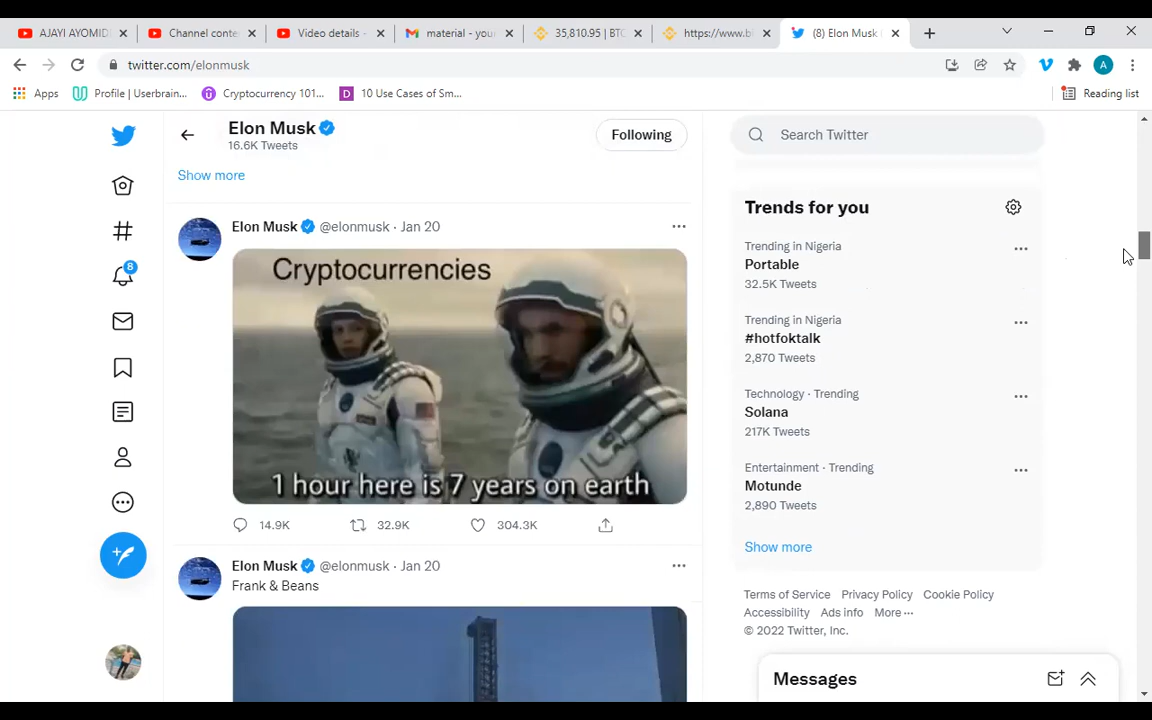 AJAYI AYOMID
Channel conte
Video details -
material - you
35,810.95 | BTC
https://www.bi
(8) Elon Musk
twitter.com/elonmusk
A
Apps
Profile | Userbrain...
Cryptocurrency 101...
D
10 Use Cases of Sm...
Reading list
Elon Musk
16.6K Tweets
Following
Show more
Elon Musk @elonmusk · Jan 20
Cryptocurrencies
1 hour here is 7 years on earth
14.9K
32.9K
304.3K
Elon Musk @elonmusk · Jan 20
Frank & Beans
8
Search Twitter
Trends for you
Trending in Nigeria
Portable
32.5K Tweets
Trending in Nigeria
#hotfoktalk
2,870 Tweets
Technology · Trending
Solana
217K Tweets
Entertainment · Trending
Motunde
2,890 Tweets
Show more
Terms of Service Privacy Policy Cookie Policy
Accessibility Ads info More ···
© 2022 Twitter, Inc.
Messages